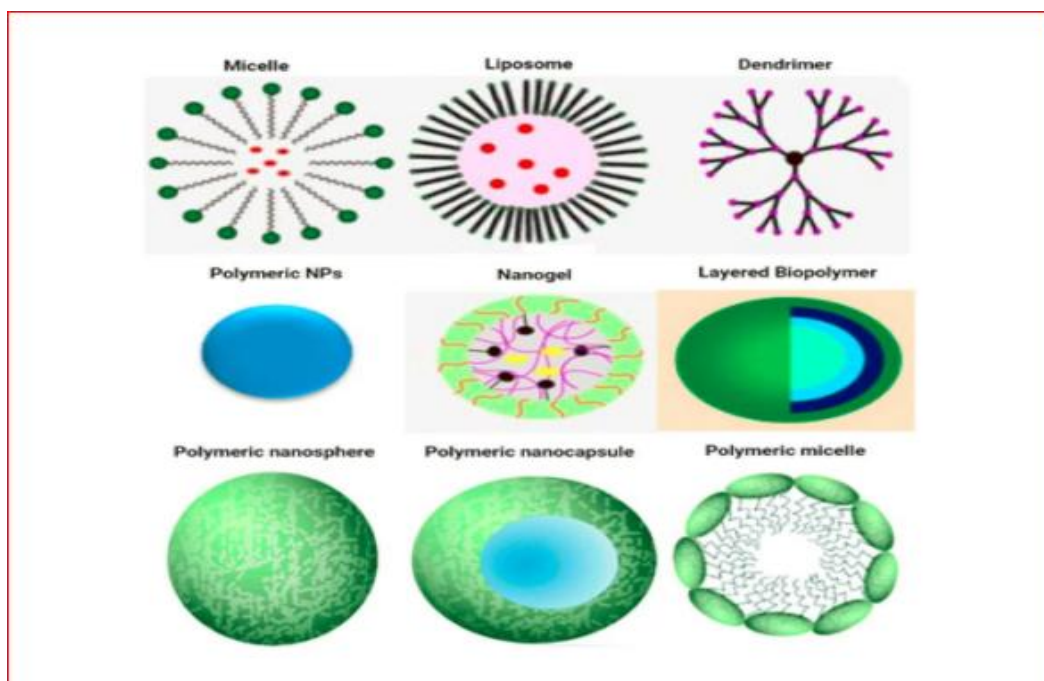 Micelle
Liposome
Dendrimer
Polymeric NPs
Nanogel
Layered Biopolymer
Polymeric nanosphere
Polymeric nanocapsule
Polymeric micelle